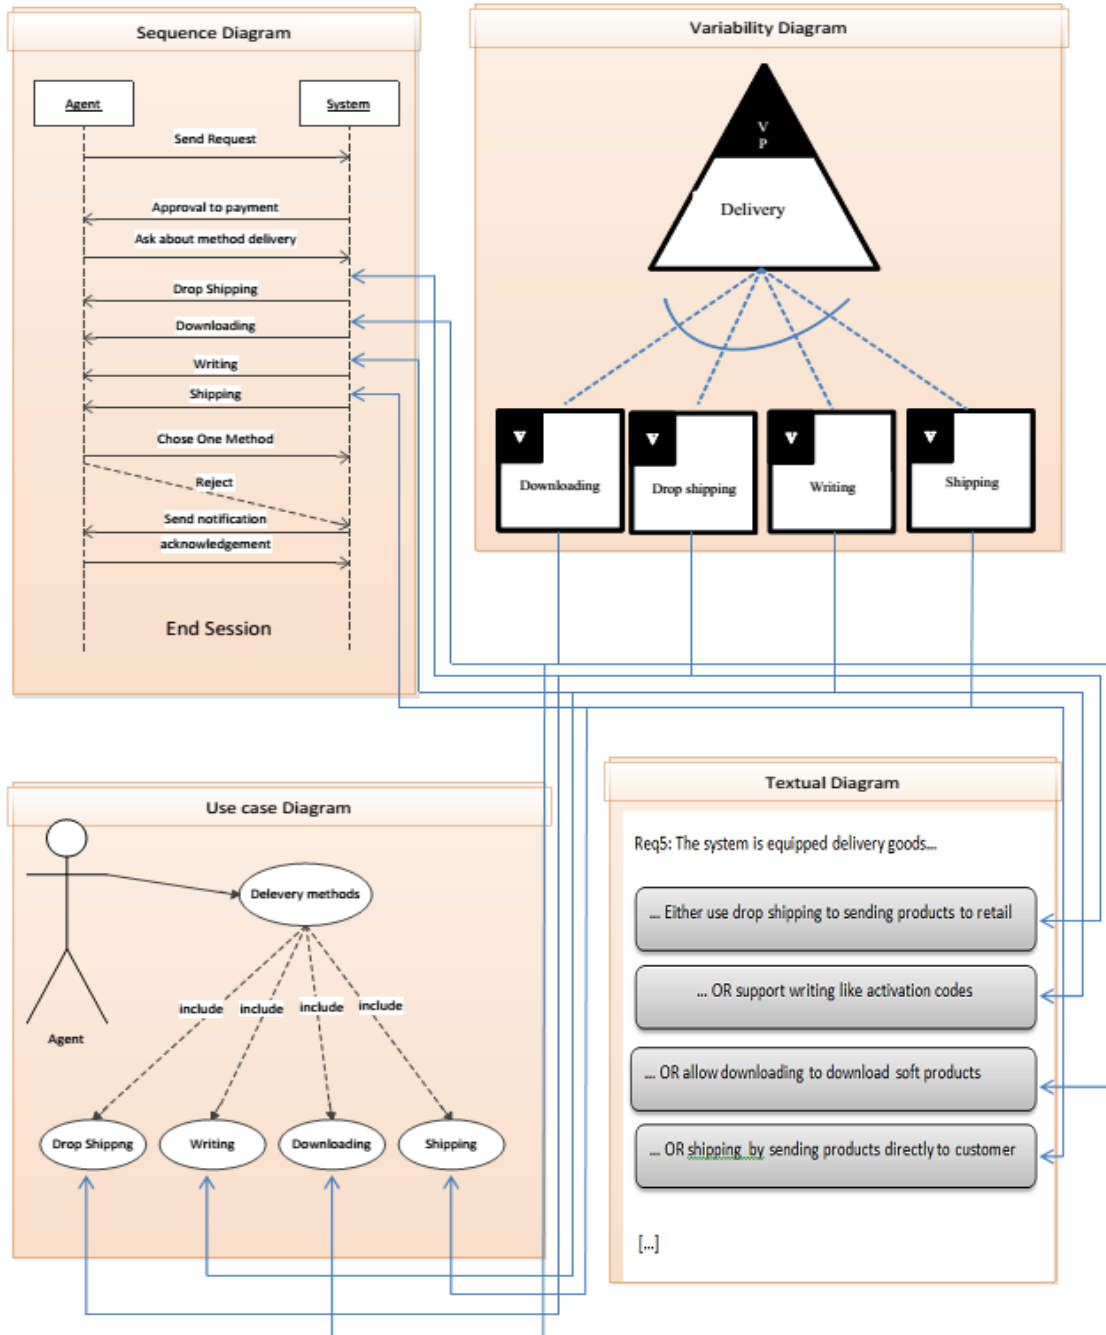 Sequence Diagram
Agent
System
Send Request
Approval to payment
Ask about method delivery
Drop Shipping
Downloading
Writing
Shipping
Chose One Method
Reject
Send notification
acknowledgement
End Session
Variability Diagram
V
P
Delivery
V
Downloading
V
Drop shipping
V
Writing
V
Shipping
Use case Diagram
Agent
Delevery methods
include
include
include
include
Drop Shippng
Writing
Downloading
Shipping
Textual Diagram
Req5: The system is equipped delivery goods...
... Either use drop shipping to sending products to retail
... OR support writing like activation codes
.... OR allow downloading to download soft products
.... OR shipping by sending products directly to customer
[...]